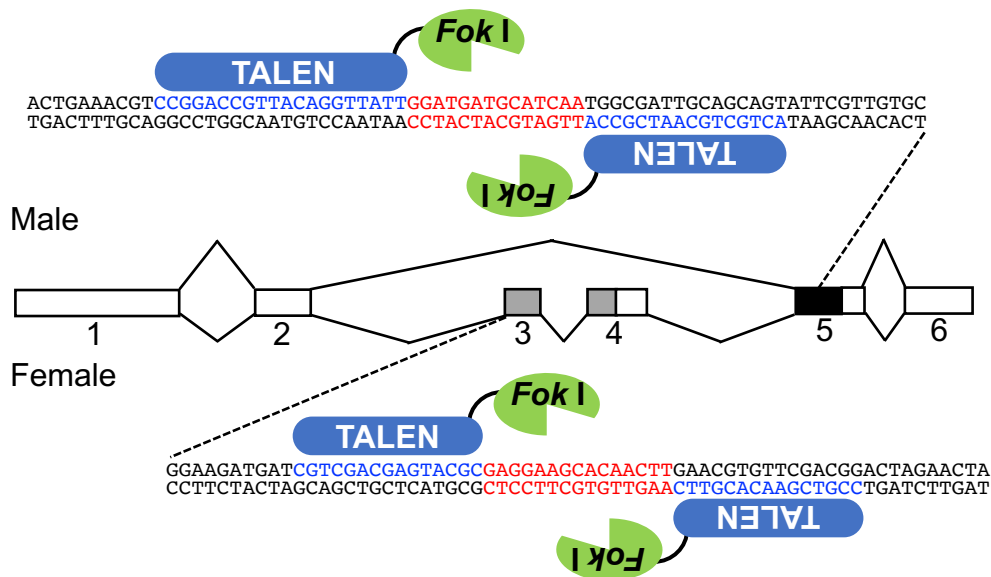 Fok I
TALEN
ACTGAAACGTCCGGACCGTTACAGGTTATTGGATGATGCATCAATGGCGATTGCAGCAGTATTCGTTGTGC
TGACTTTGCAGGCCTGGCAATGTCCAATAACCTACTACGTAGTTACCGCTAACGTCGTCATAAGCAACACT
TALEN
Fok I
Male
1 2 3 4 5 6
Female
Fok I
TALEN
GGAAGATGATCGTCGACGAGTACGCGAGGAAGCACAACTTGAACGTGTTCGACGGACTAGAACTA
CCTTCTACTAGCAGCTGCTCATGCGCTCCTTCGTGTTGAACTTGCACAAGCTGCCTGATCTTGAT
TALEN
Fok I